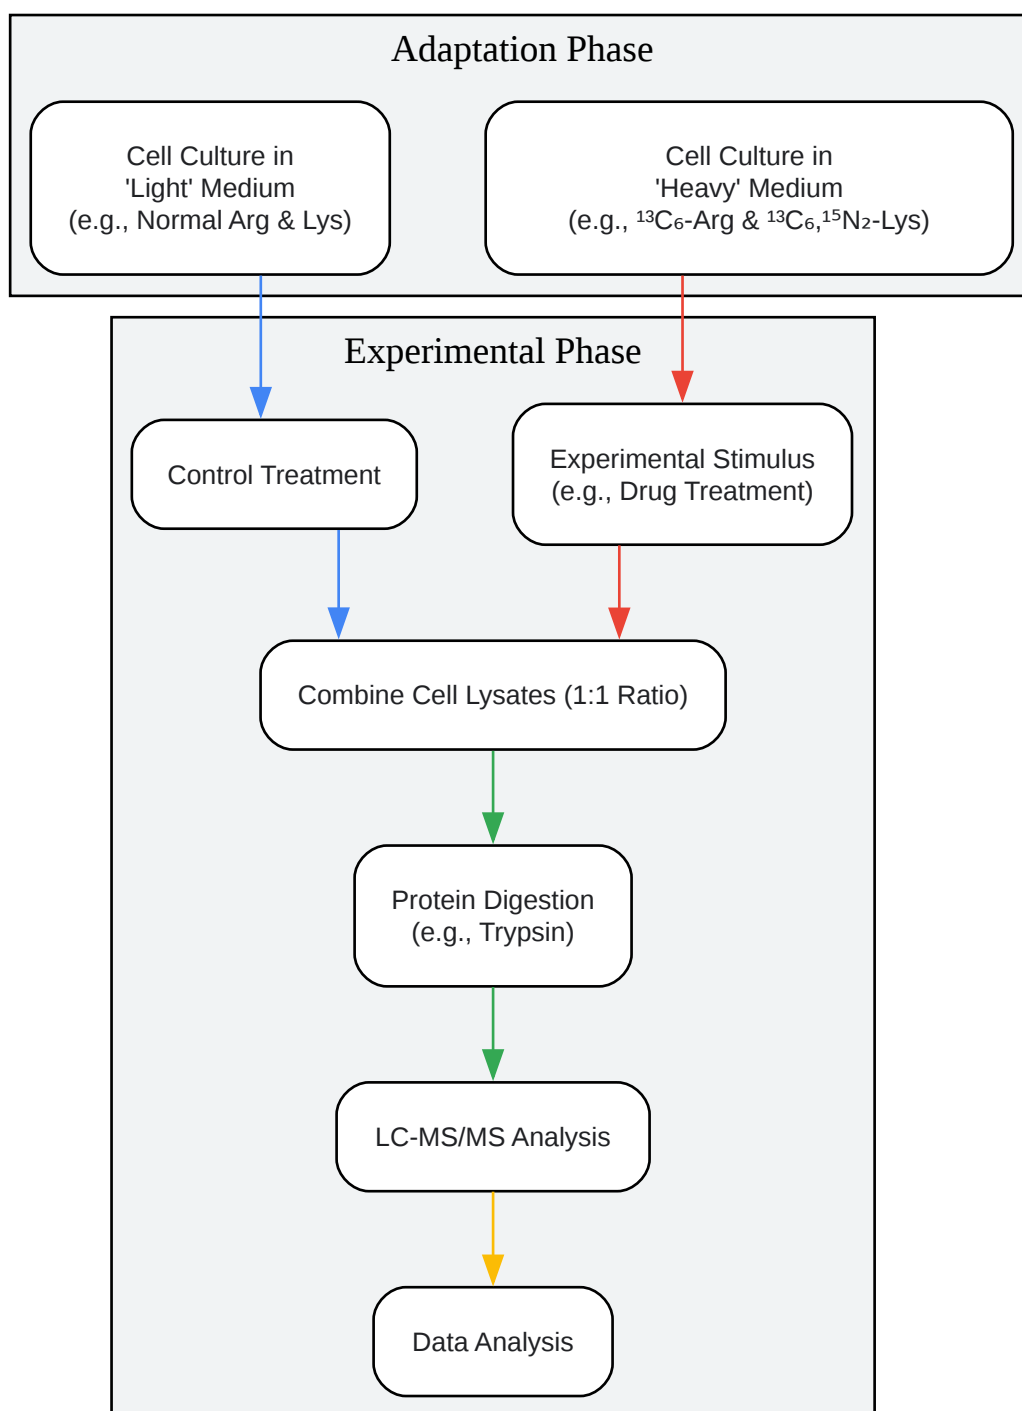 Adaptation Phase
Cell Culture in
'Light' Medium
(e.g., Normal Arg & Lys)
Cell Culture in
'Heavy' Medium
(e.g., ¹³C₆-Arg & ¹³C₆,¹⁵N₂-Lys)
Experimental Phase
Control Treatment
Experimental Stimulus
(e.g., Drug Treatment)
Combine Cell Lysates (1:1 Ratio)
Protein Digestion
(e.g., Trypsin)
LC-MS/MS Analysis
Data Analysis